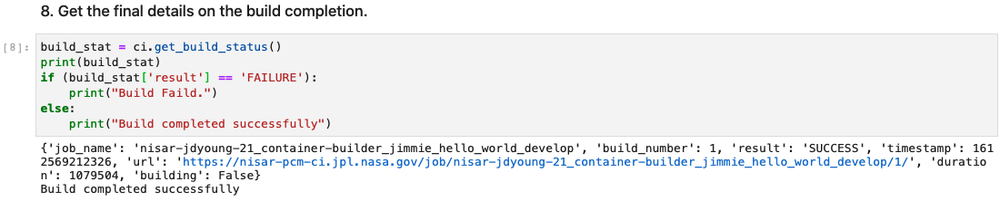 8. Get the final details on the build completion.
[8]: build_stat = ci.get_build_status()
print(build_stat)
if (build_stat['result'] == 'FAILURE'):
    print("Build Faild.")
else:
    print("Build completed successfully")
{'job_name': 'nisar-jdyoung-21_container-builder_jimmie_hello_world_develop', 'build_number': 1, 'result': 'SUCCESS', 'timestamp': 161
2569212326, 'url': 'https://nisar-pcm-ci.jpl.nasa.gov/job/nisar-jdyoung-21_container-builder_jimmie_hello_world_develop/1/', 'duratio
n': 1079504, 'building': False}
Build completed successfully